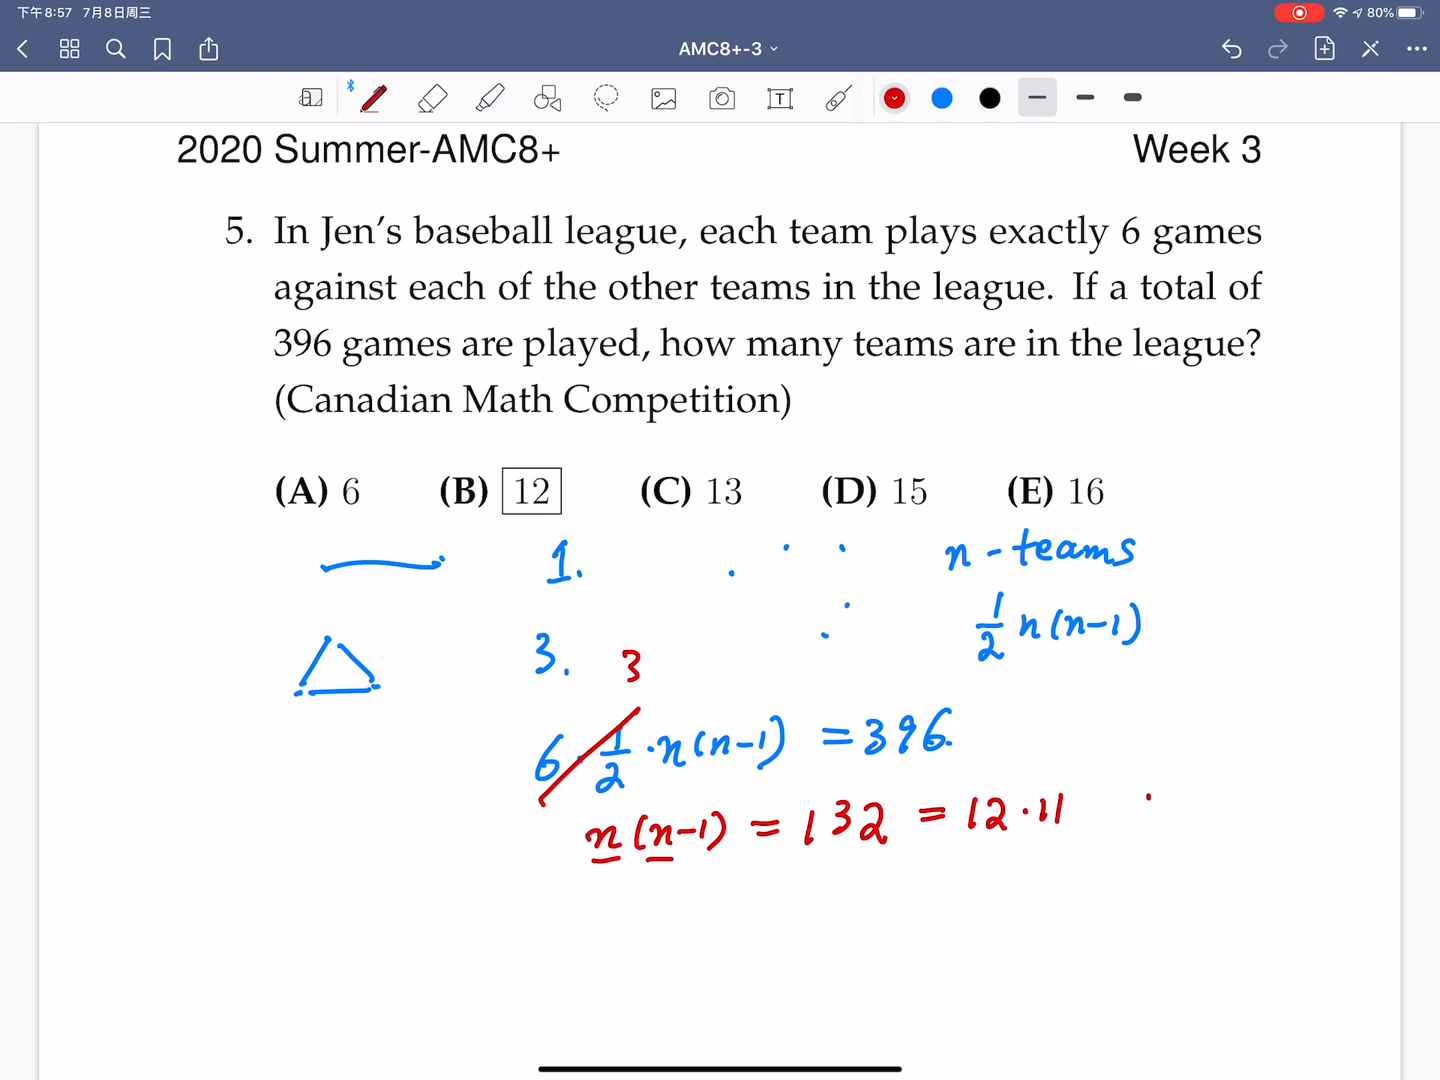 下午8:57 7月8日周三
80%
AMC8+-3
2020 Summer-AMC8+ Week 3
5. In Jen's baseball league, each team plays exactly 6 games
against each of the other teams in the league. If a total of
396 games are played, how many teams are in the league?
(Canadian Math Competition)
(A) 6 (B) 12 (C) 13 (D) 15 (E) 16
1. n - teams
1/2 n(n-1)
3. 3
6 · 1/2 · n(n-1) = 396.
n(n-1) = 132 = 12·11